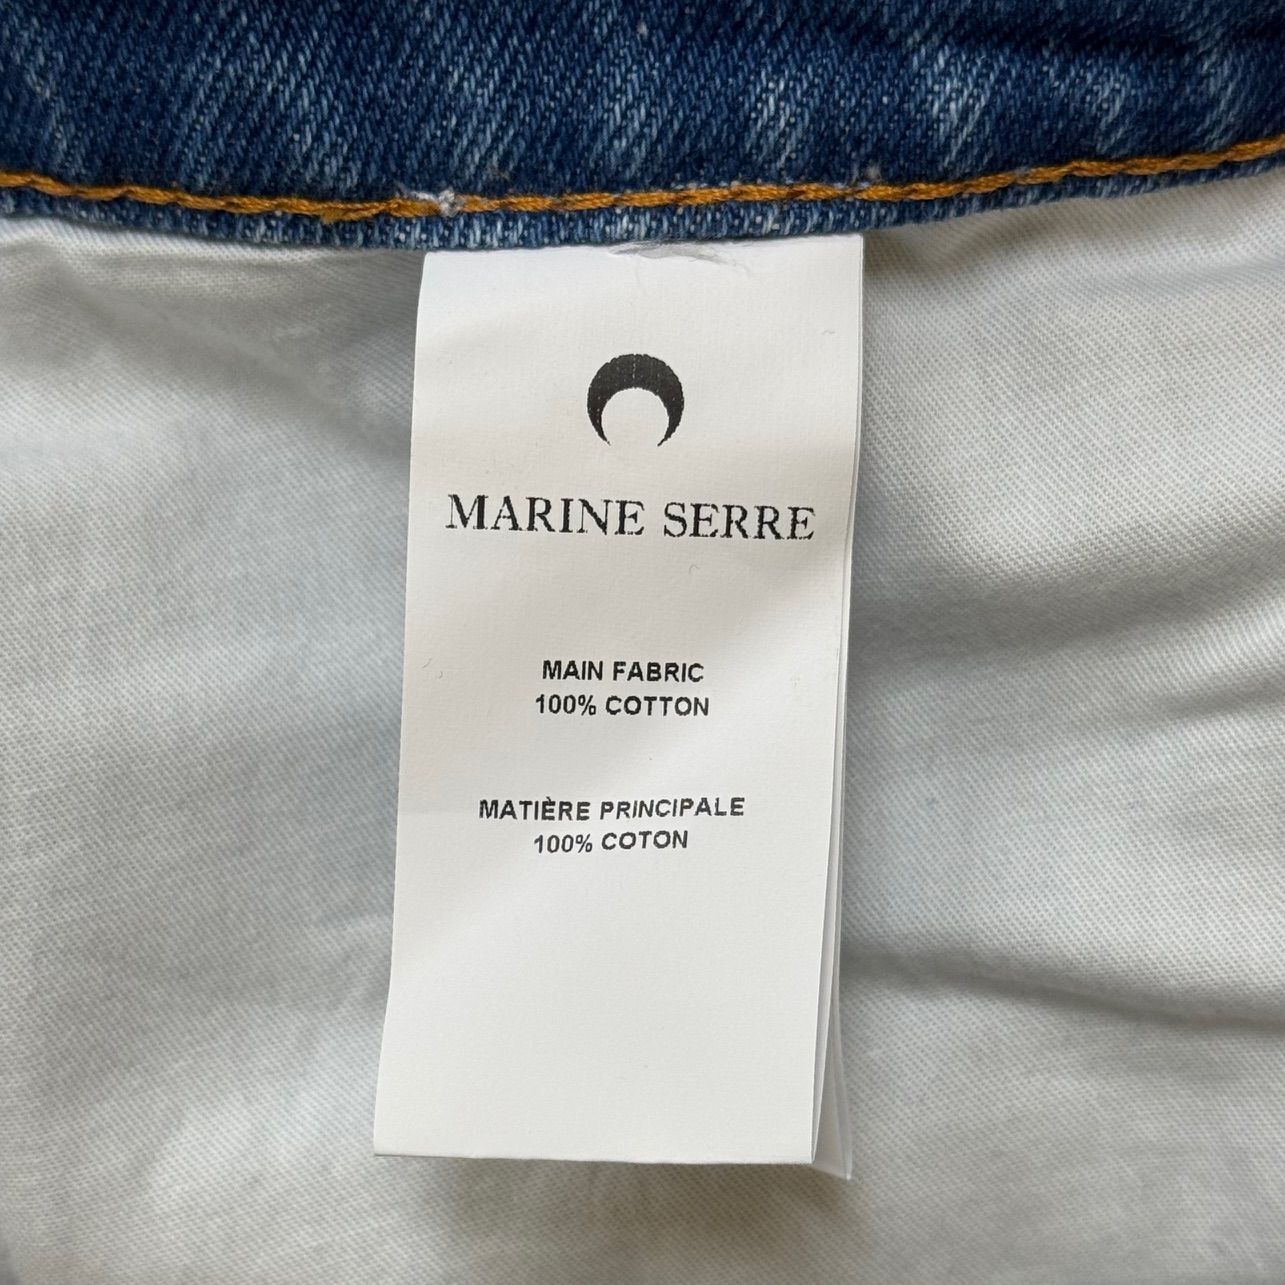 MARINE SERRE
MAIN FABRIC
100% COTTON
MATIÈRE PRINCIPALE
100% COTON